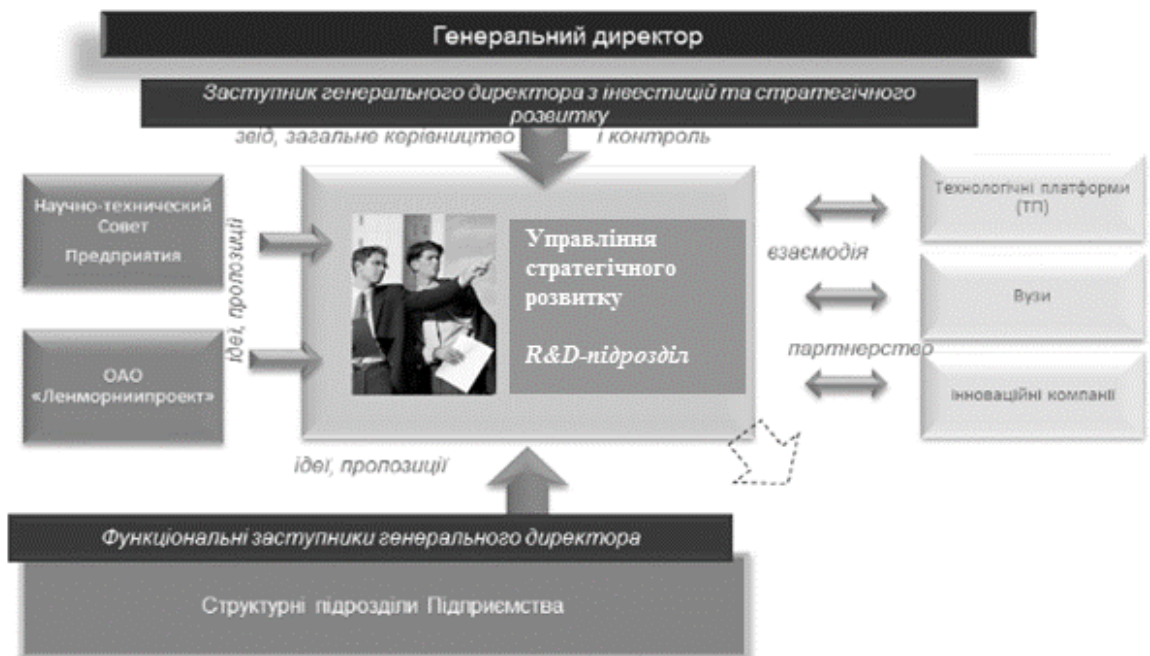 Генеральний директор
Заступник генерального директора з інвестицій та стратегічного
розвитку
звід, загальне керівництво і контроль
Научно-технический
Совет
Предприятия
ОАО
«Ленморниипроект»
ідеї, пропозиції
Управління
стратегічного
розвитку
R&D-підрозділ
взаємодія
партнерство
Технологічні платформи
(ТП)
Вузи
Інноваційні компанії
ідеї, пропозиції
Функціональні заступники генерального директора
Структурні підрозділи Підприємства